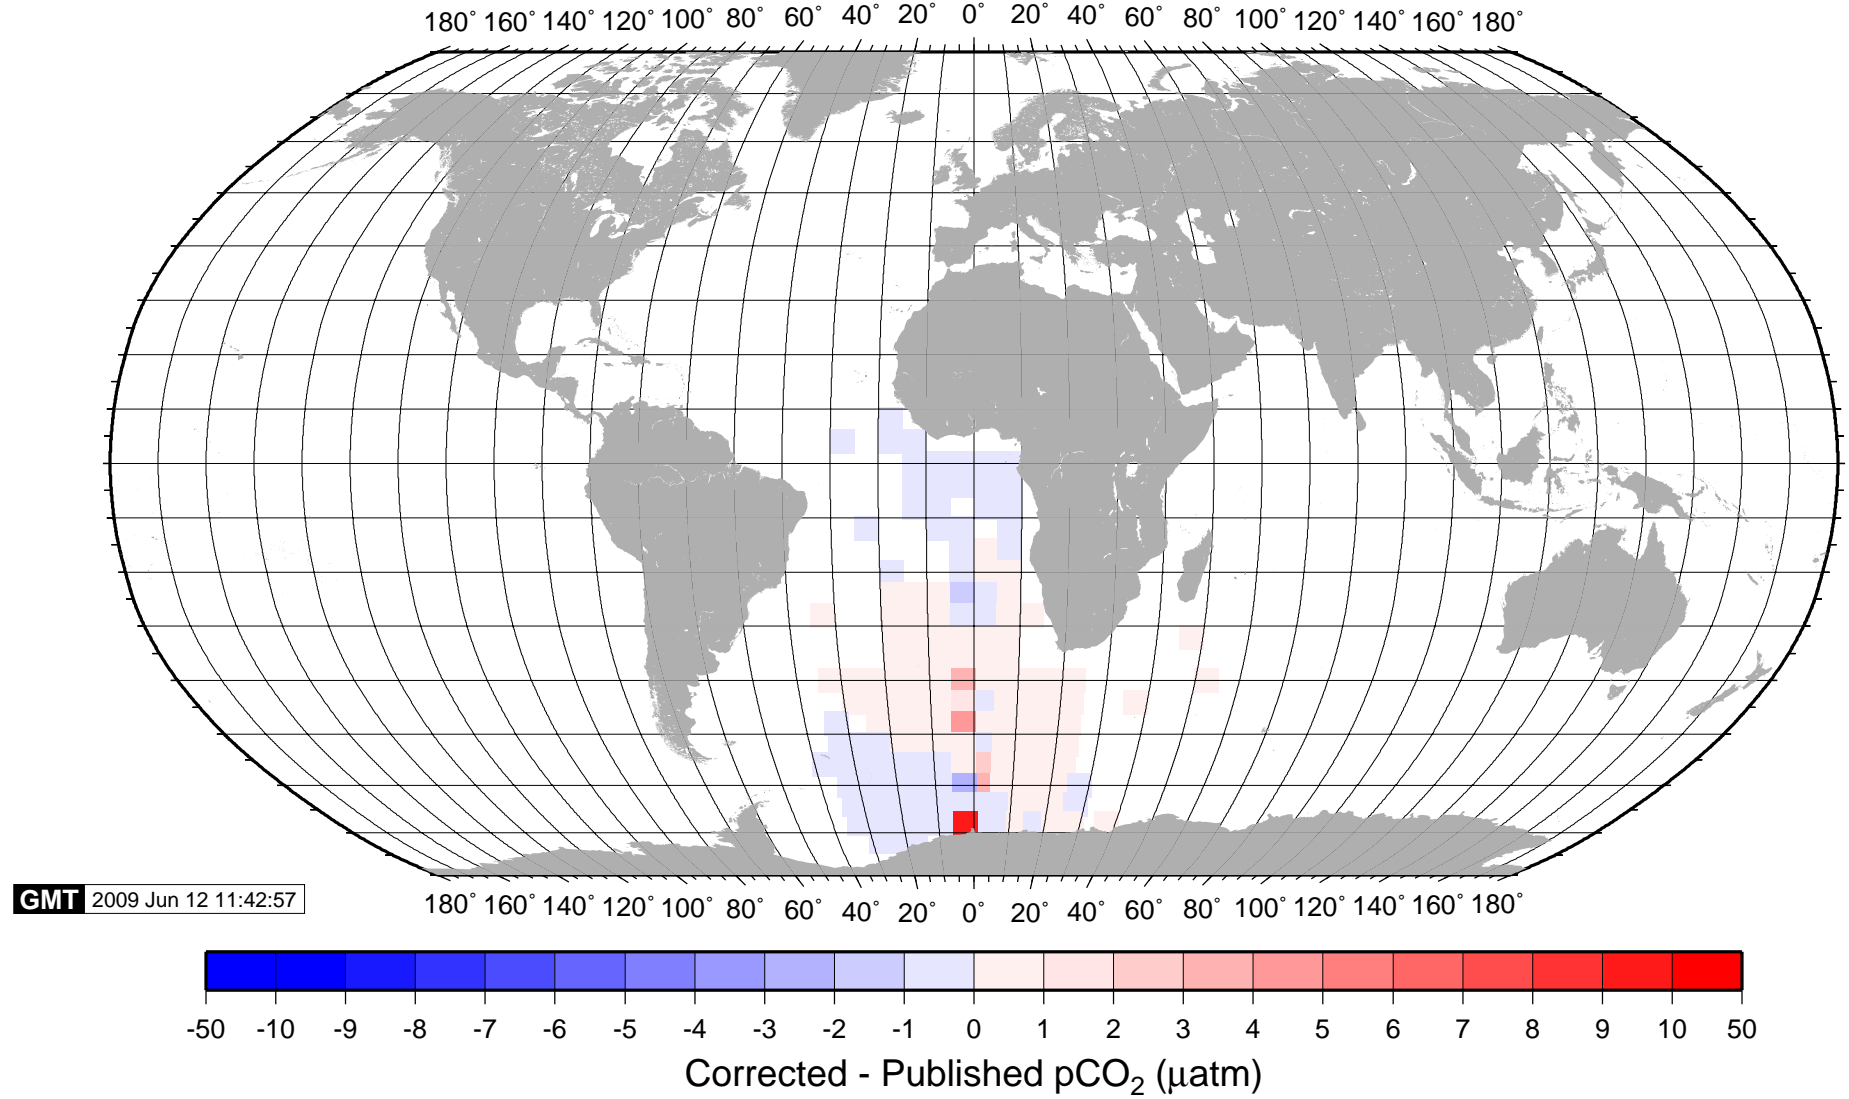 180° 160° 140° 120° 100° 80° 60° 40° 20° 0° 20° 40° 60° 80° 100° 120° 140° 160° 180°
GMT 2009 Jun 12 11:42:57
180° 160° 140° 120° 100° 80° 60° 40° 20° 0° 20° 40° 60° 80° 100° 120° 140° 160° 180°
-50 -10 -9 -8 -7 -6 -5 -4 -3 -2 -1 0 1 2 3 4 5 6 7 8 9 10 50
Corrected - Published pCO₂ (μatm)